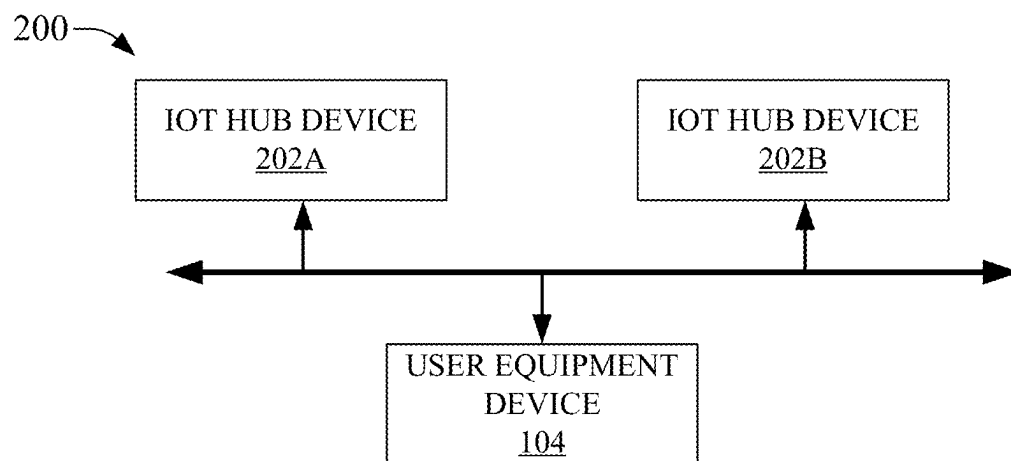 200
IOT HUB DEVICE
202A
IOT HUB DEVICE
202B
USER EQUIPMENT
DEVICE
104